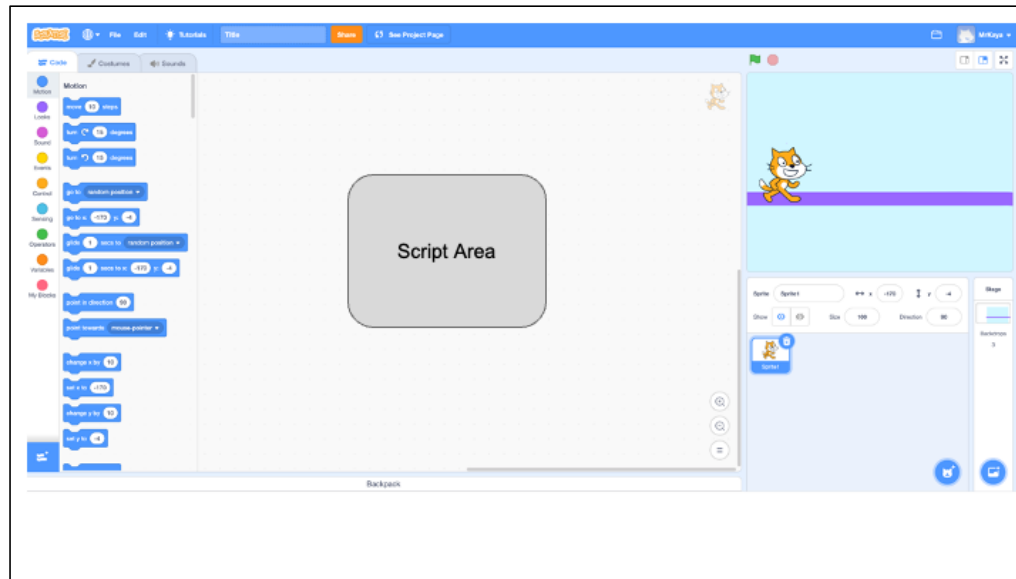 SCRATCH
File Edit Tutorials Title Share See Project Page MrKaya
Code Costumes Sounds
Motion
Looks
Sound
Events
Control
Sensing
Operators
Variables
My Blocks
Motion
move 10 steps
turn 15 degrees
turn 15 degrees
go to random position
go to x: -170 y: -4
glide 1 secs to random position
glide 1 secs to x: -170 y: -4
point in direction 90
point towards mouse-pointer
change x by 10
set x to -170
change y by 10
set y to -4
Script Area
Backpack
Sprite Sprite1 x -170 y -4
Show Size 100 Direction 90
Sprite1
Stage
Backdrops
3